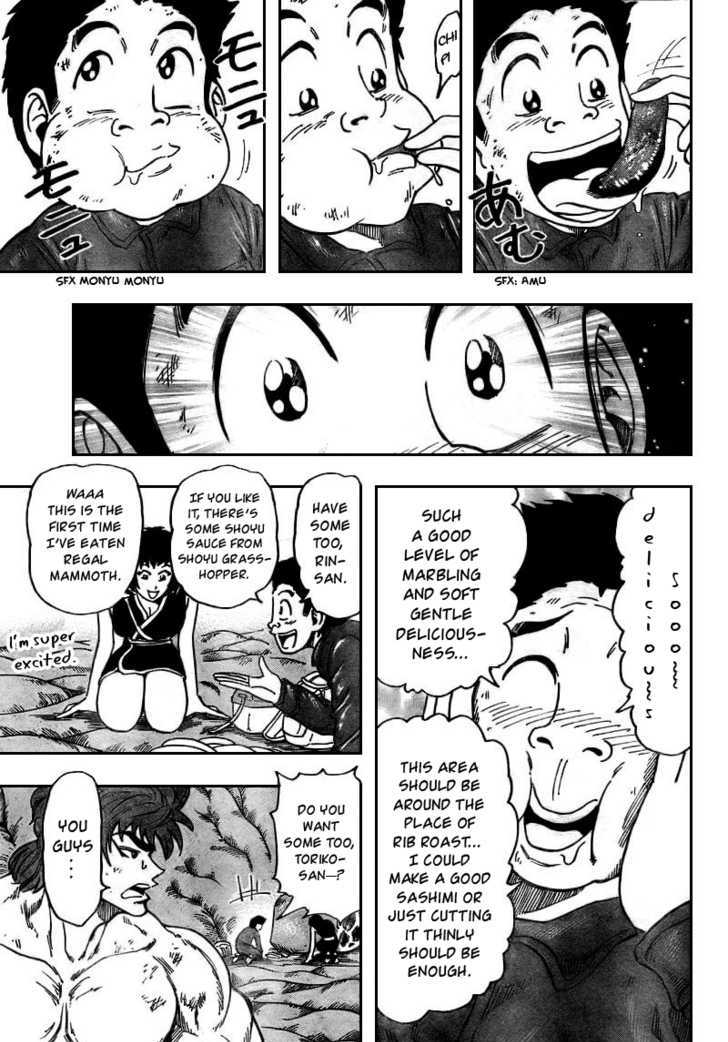 あむ
SFX: AMU
CHI
PI
モニュ
モニュ
SFX MONYU MONYU
sooo~
delicious~
SUCH
A GOOD
LEVEL OF
MARBLING
AND SOFT
GENTLE
DELICIOUS-
NESS...
THIS AREA
SHOULD BE
AROUND THE
PLACE OF
RIB ROAST...
I COULD
MAKE A GOOD
SASHIMI OR
JUST CUTTING
IT THINLY
SHOULD BE
ENOUGH.
HAVE
SOME
TOO,
RIN-
SAN.
IF YOU LIKE
IT, THERE'S
SOME SHOYU
SAUCE FROM
SHOYU GRASS-
HOPPER.
WAAA
THIS IS THE
FIRST TIME
I'VE EATEN
REGAL
MAMMOTH.
I'm super
excited.
DO YOU
WANT
SOME TOO,
TORIKO-
SAN—?
YOU
GUYS
...